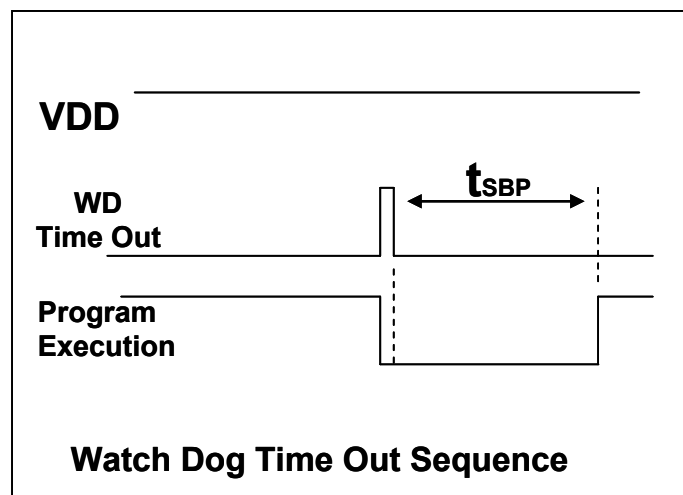 VDD
tSBP
WD
Time Out
Program
Execution
Watch Dog Time Out Sequence